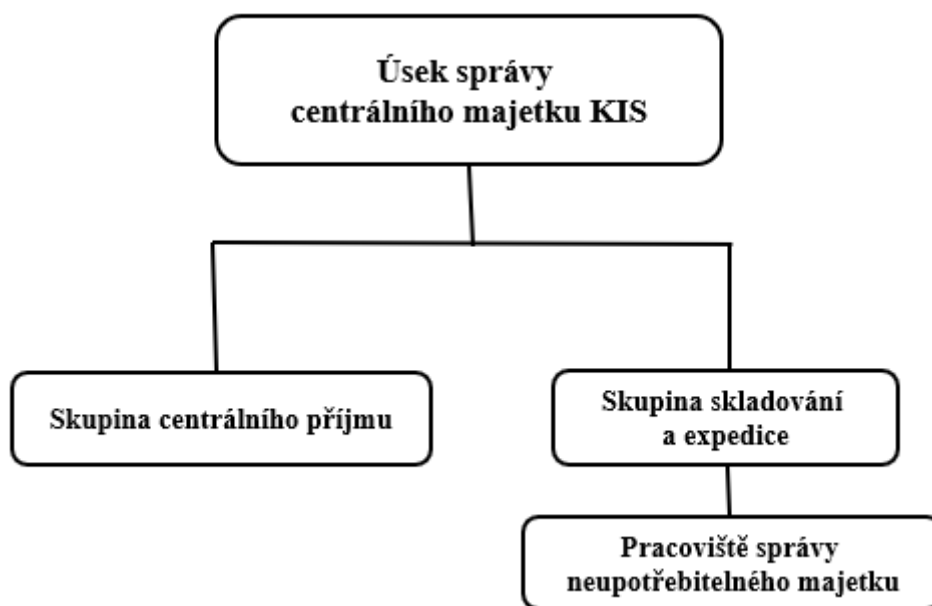 Úsek správy
centrálního majetku KIS
Skupina centrálního příjmu
Skupina skladování
a expedice
Pracoviště správy
neupotřebitelného majetku